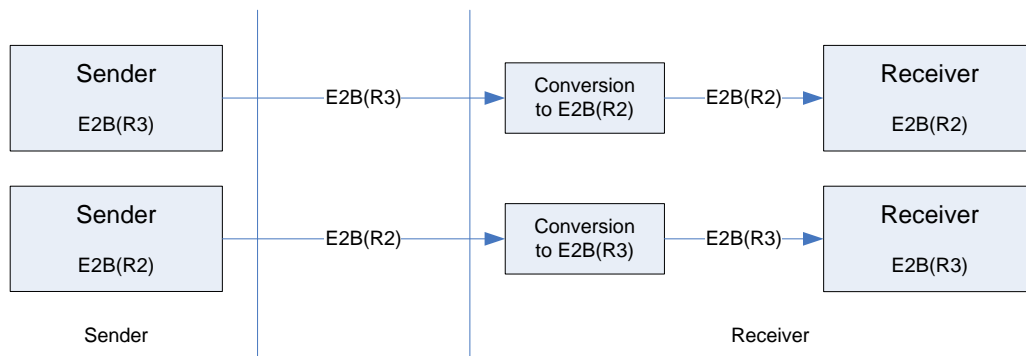 Sender
E2B(R3)
E2B(R3)
Conversion
to E2B(R2)
E2B(R2)
Receiver
E2B(R2)
Sender
E2B(R2)
E2B(R2)
Conversion
to E2B(R3)
E2B(R3)
Receiver
E2B(R3)
Sender
Receiver